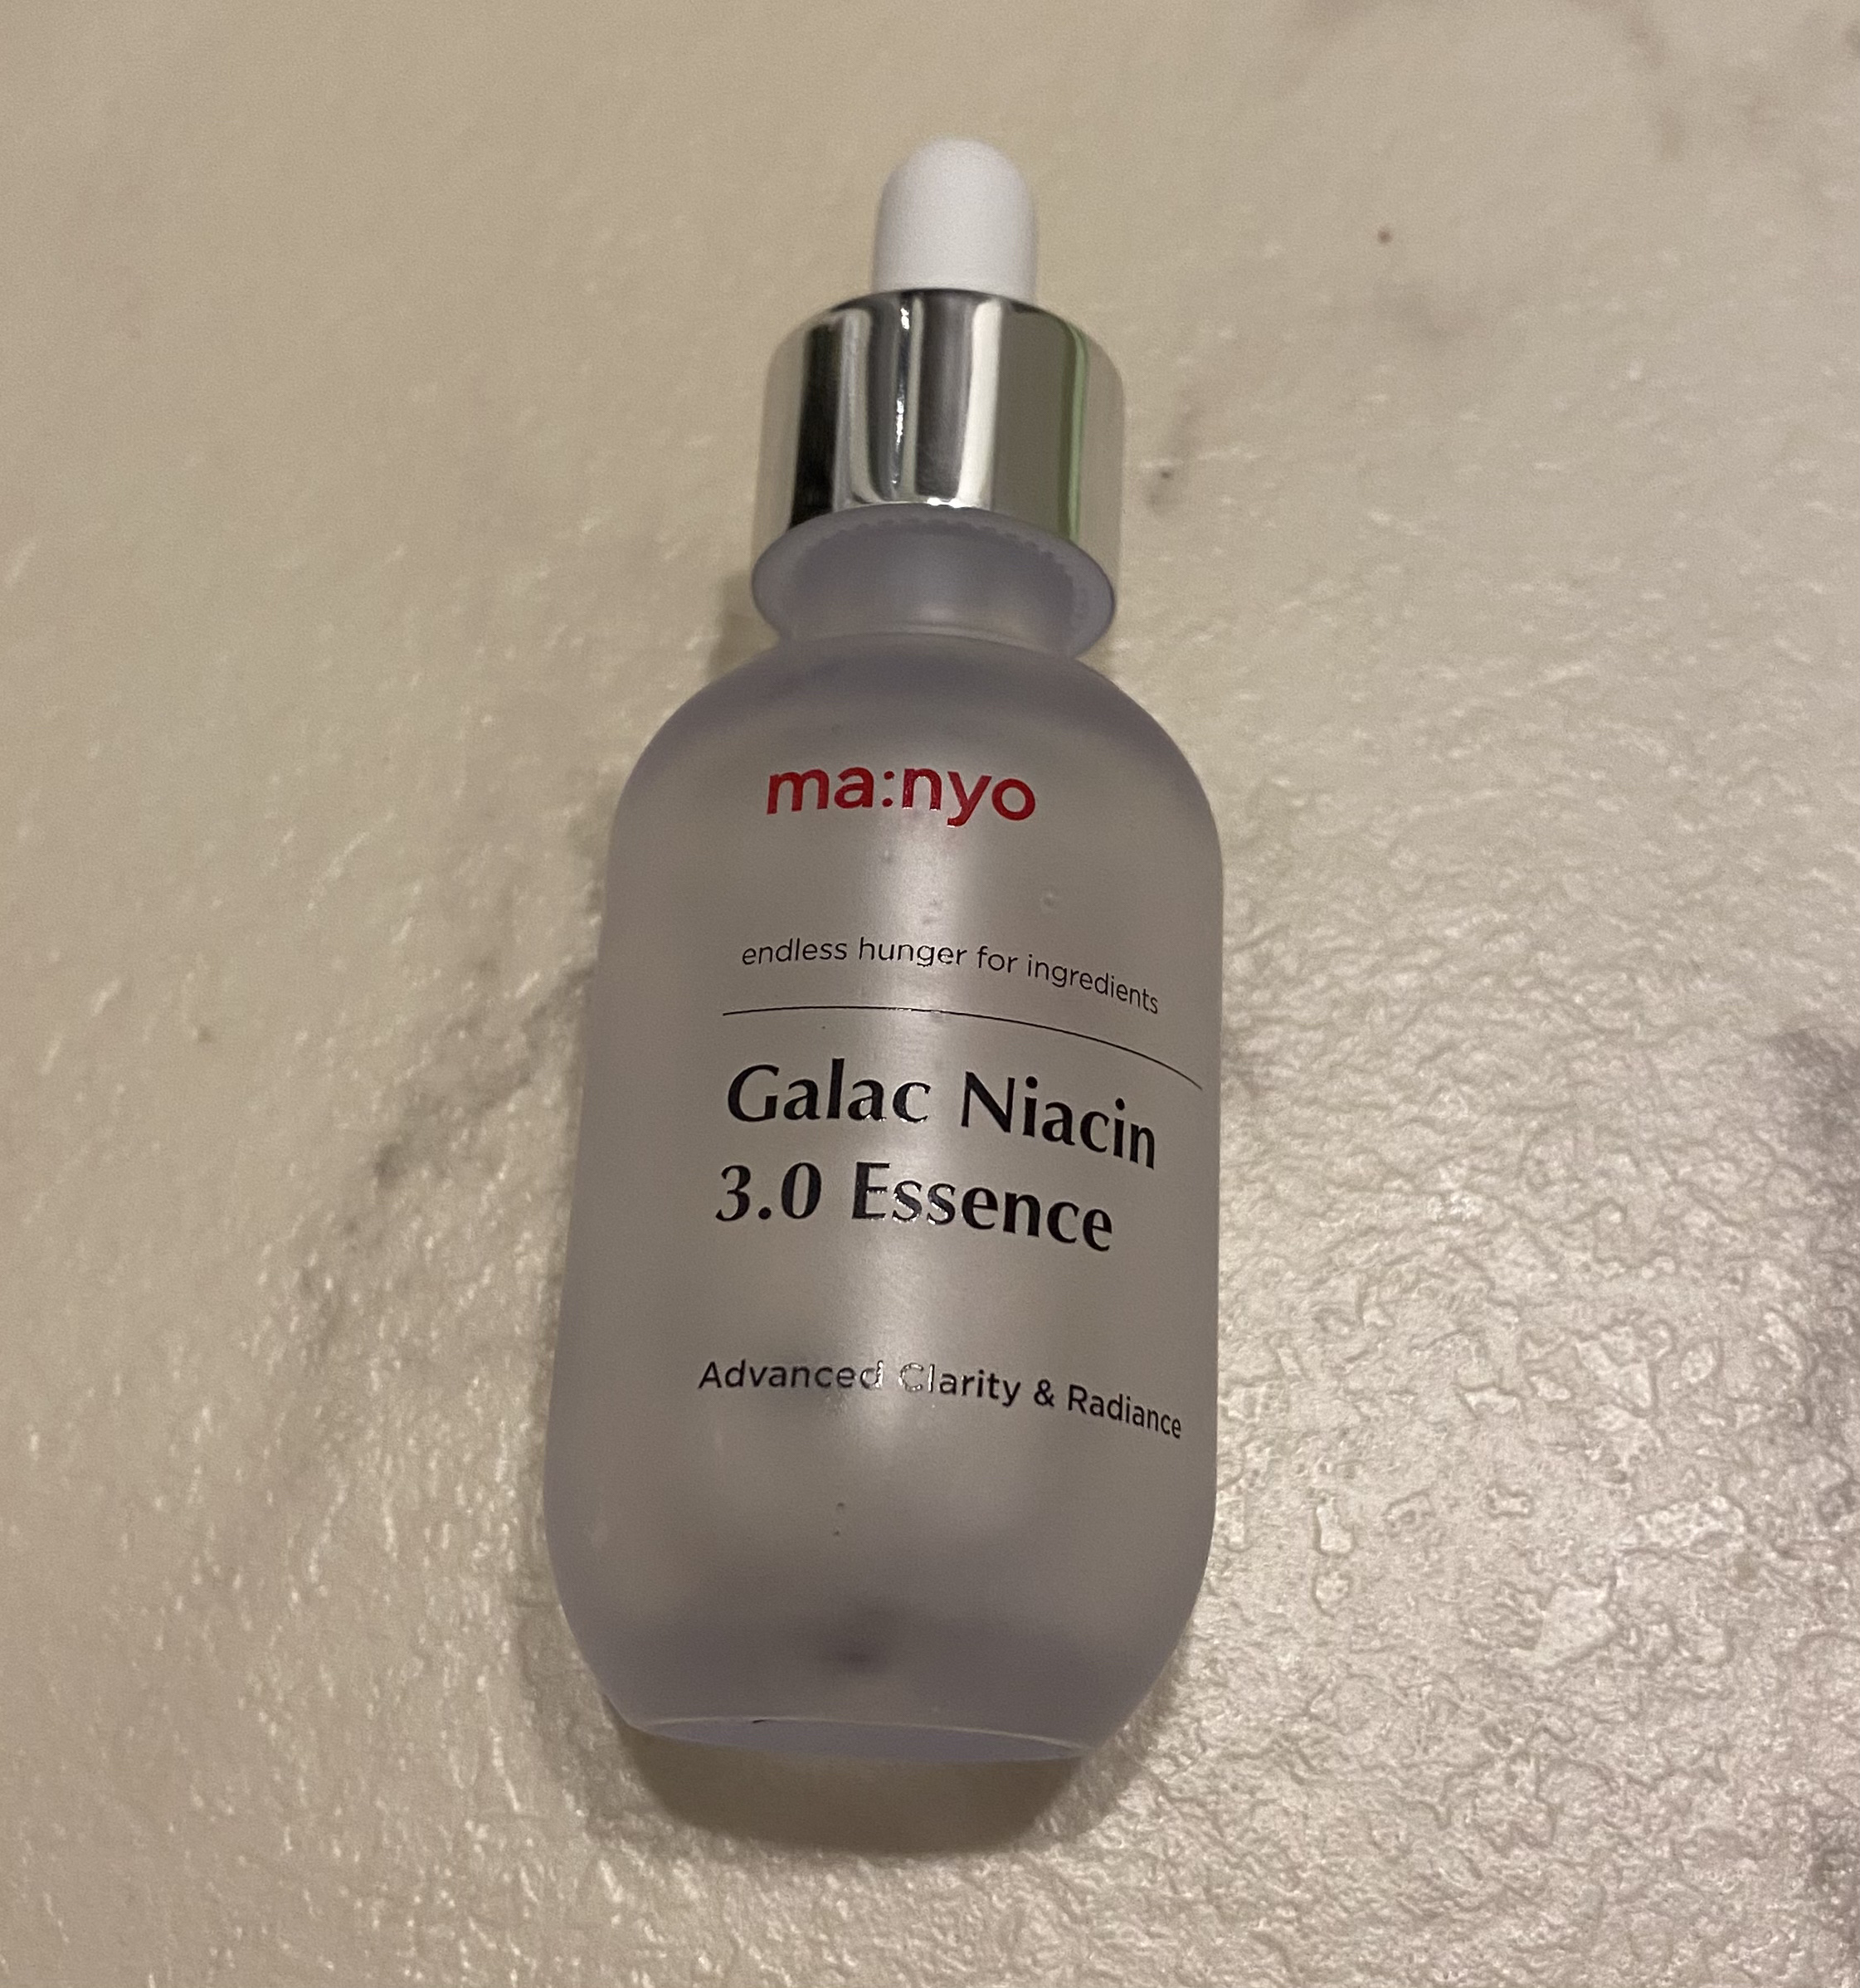 ma:nyo
endless hunger for ingredients
Galac Niacin
3.0 Essence
Advanced Clarity & Radiance